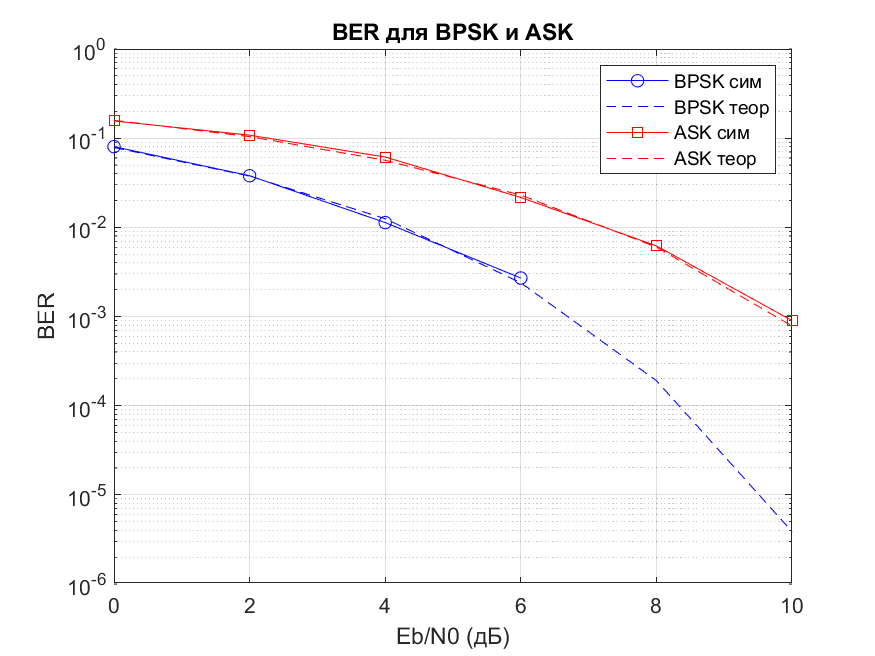 BER для BPSK и ASK
10^0
10^-1
10^-2
10^-3
10^-4
10^-5
10^-6
BER
BPSK сим
BPSK теор
ASK сим
ASK теор
0 2 4 6 8 10
Eb/N0 (дБ)